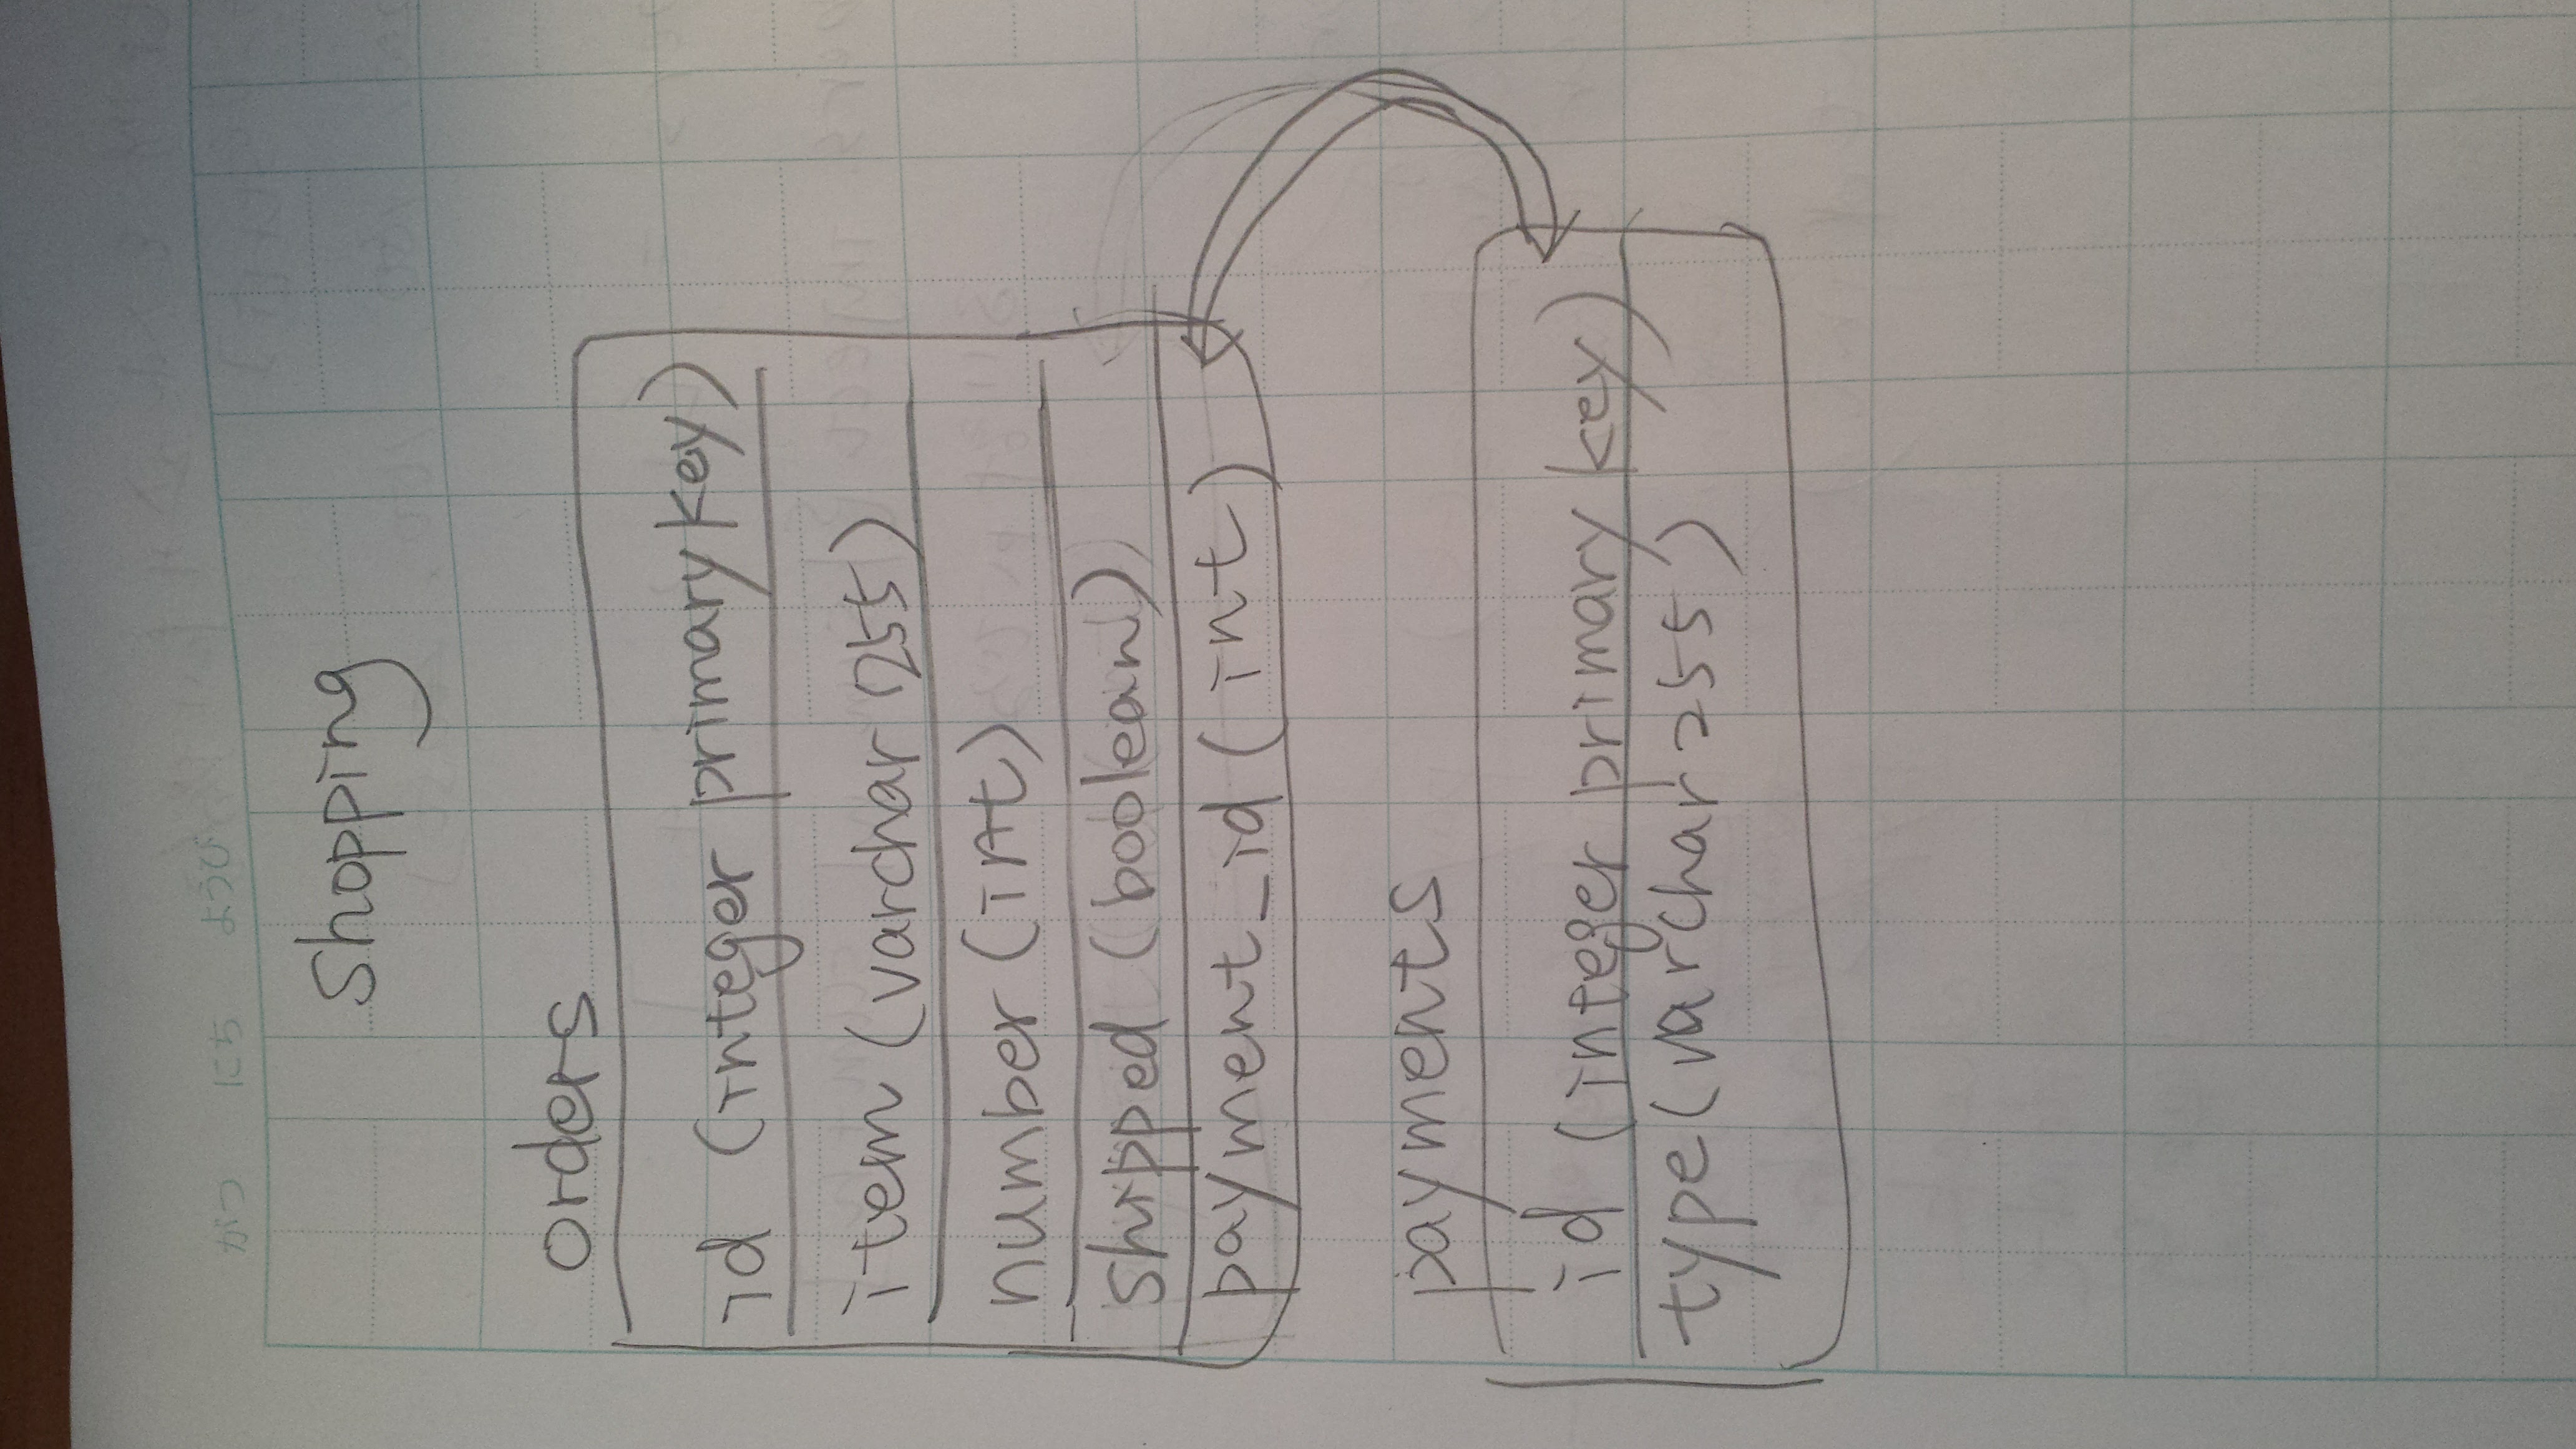 がつ にち ようび
Shopping
orders
id (integer primary key)
item (varchar 255)
number (int)
shipped (boolean)
payment_id (int)
payments
id (integer primary key)
type (varchar 255)